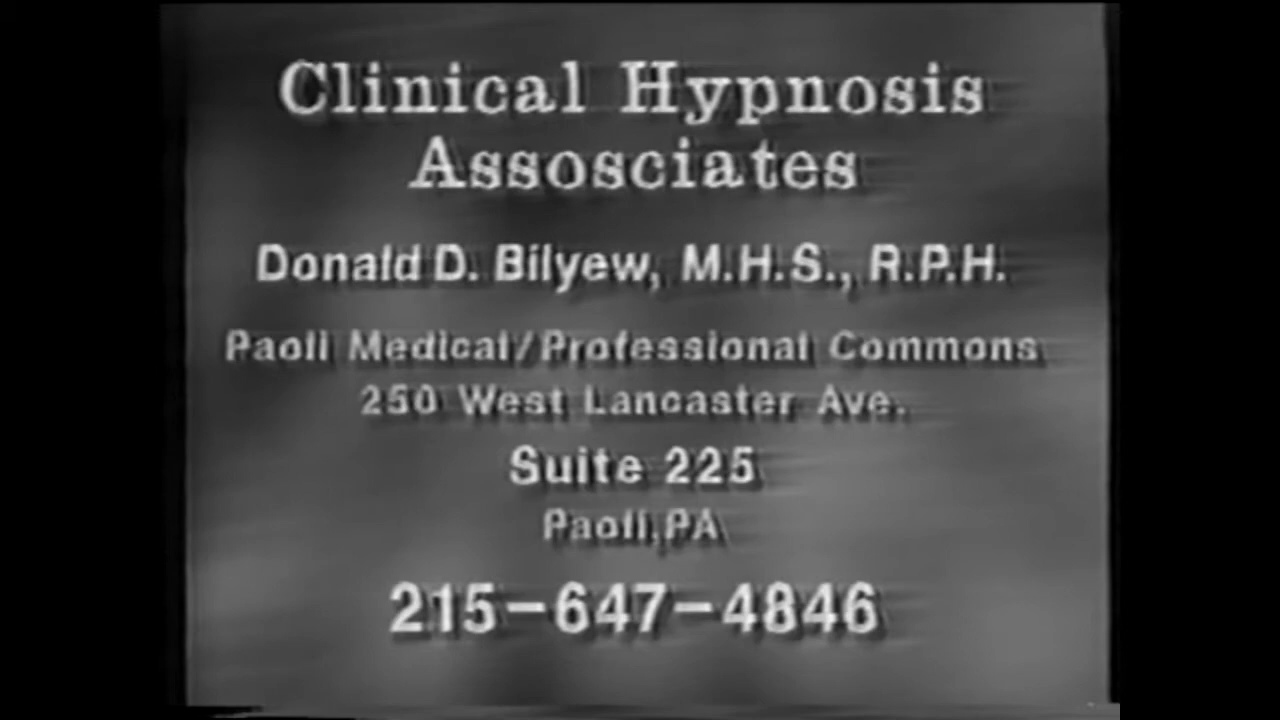 Clinical Hypnosis
Assosciates
Donald D. Bilyew, M.H.S., R.P.H.
Paoli Medical/Professional Commons
250 West Lancaster Ave.
Suite 225
Paoli,PA
215-647-4846